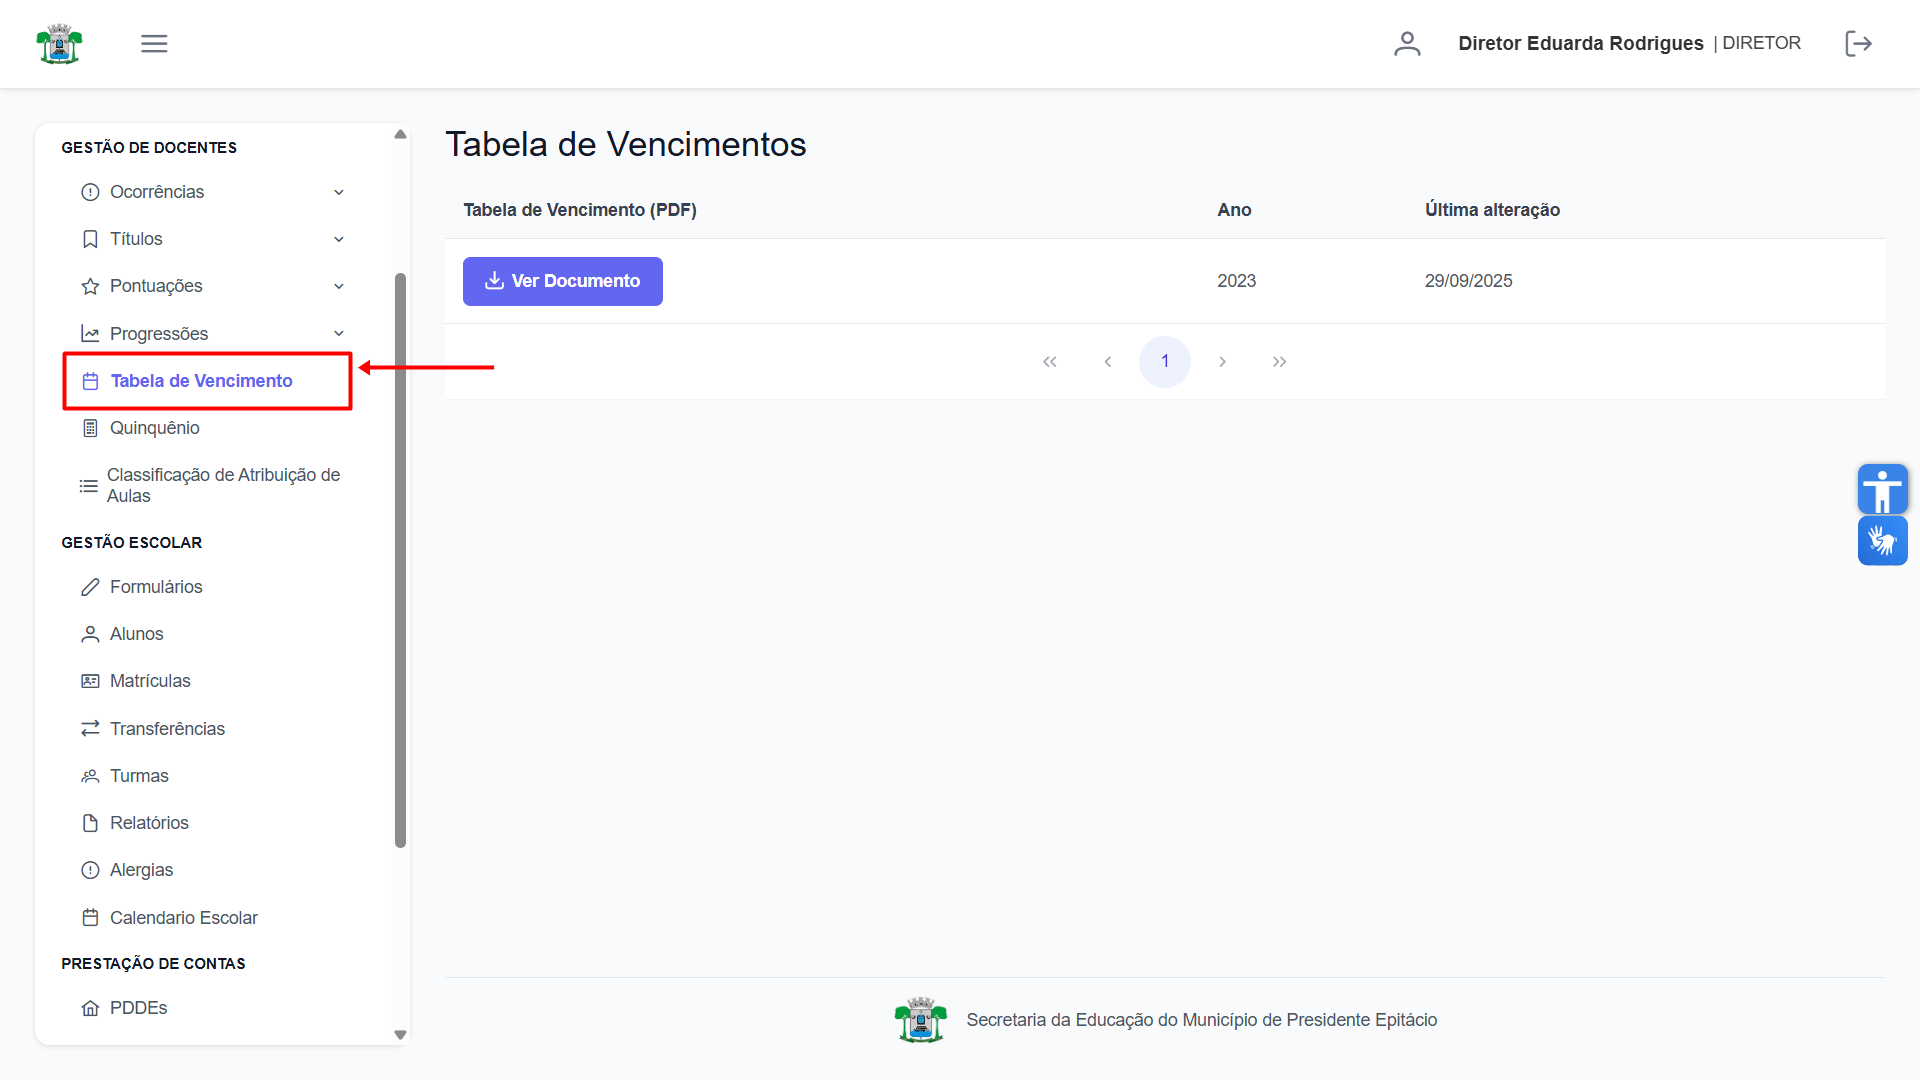 Diretor Eduarda Rodrigues | DIRETOR
GESTÃO DE DOCENTES
Ocorrências
Títulos
Pontuações
Progressões
Tabela de Vencimento
Quinquênio
Classificação de Atribuição de
Aulas
GESTÃO ESCOLAR
Formulários
Alunos
Matrículas
Transferências
Turmas
Relatórios
Alergias
Calendario Escolar
PRESTAÇÃO DE CONTAS
PDDEs
Tabela de Vencimentos
Tabela de Vencimento (PDF) Ano Última alteração
Ver Documento 2023 29/09/2025
1
Secretaria da Educação do Município de Presidente Epitácio